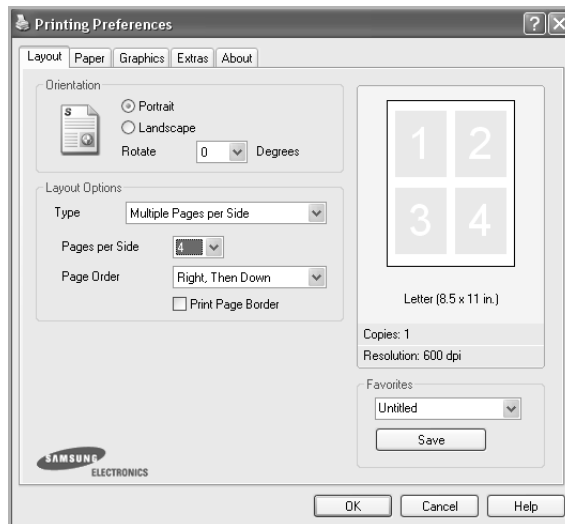 Printing Preferences
Layout Paper Graphics Extras About
Orientation
S
Portrait
Landscape
Rotate 0 Degrees
Layout Options
Type Multiple Pages per Side
Pages per Side 4
Page Order Right, Then Down
Print Page Border
1 2
3 4
Letter (8.5 x 11 in.)
Copies: 1
Resolution: 600 dpi
Favorites
Untitled
Save
SAMSUNG
ELECTRONICS
OK Cancel Help